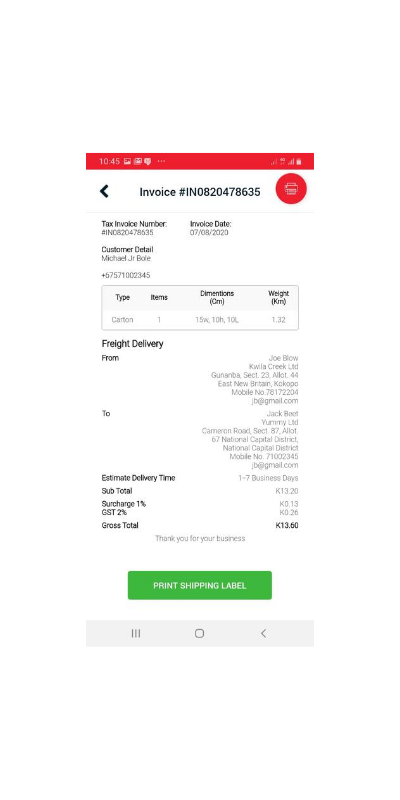 10:45
Invoice #IN0820478635
Tax Invoice Number:
#IN0820478635
Invoice Date:
07/08/2020
Customer Detail
Michael Jr Bole
+67571002345
Type Items Dimentions (Cm) Weight (Km)
Carton 1 15w, 10h, 10L 1.32
Freight Delivery
From
Joe Blow
Kwila Creek Ltd
Gunanba, Sect. 23, Allot. 44
East New Britain, Kokopo
Mobile No.78172204
jb@gmail.com
To
Jack Beet
Yummy Ltd
Cameron Road, Sect. 87, Allot.
67 National Capital District,
National Capital District
Mobile No. 71002345
jb@gmail.com
Estimate Delivery Time 1-7 Business Days
Sub Total K13.20
Surcharge 1% K0.13
GST 2% K0.26
Gross Total K13.60
Thank you for your business
PRINT SHIPPING LABEL